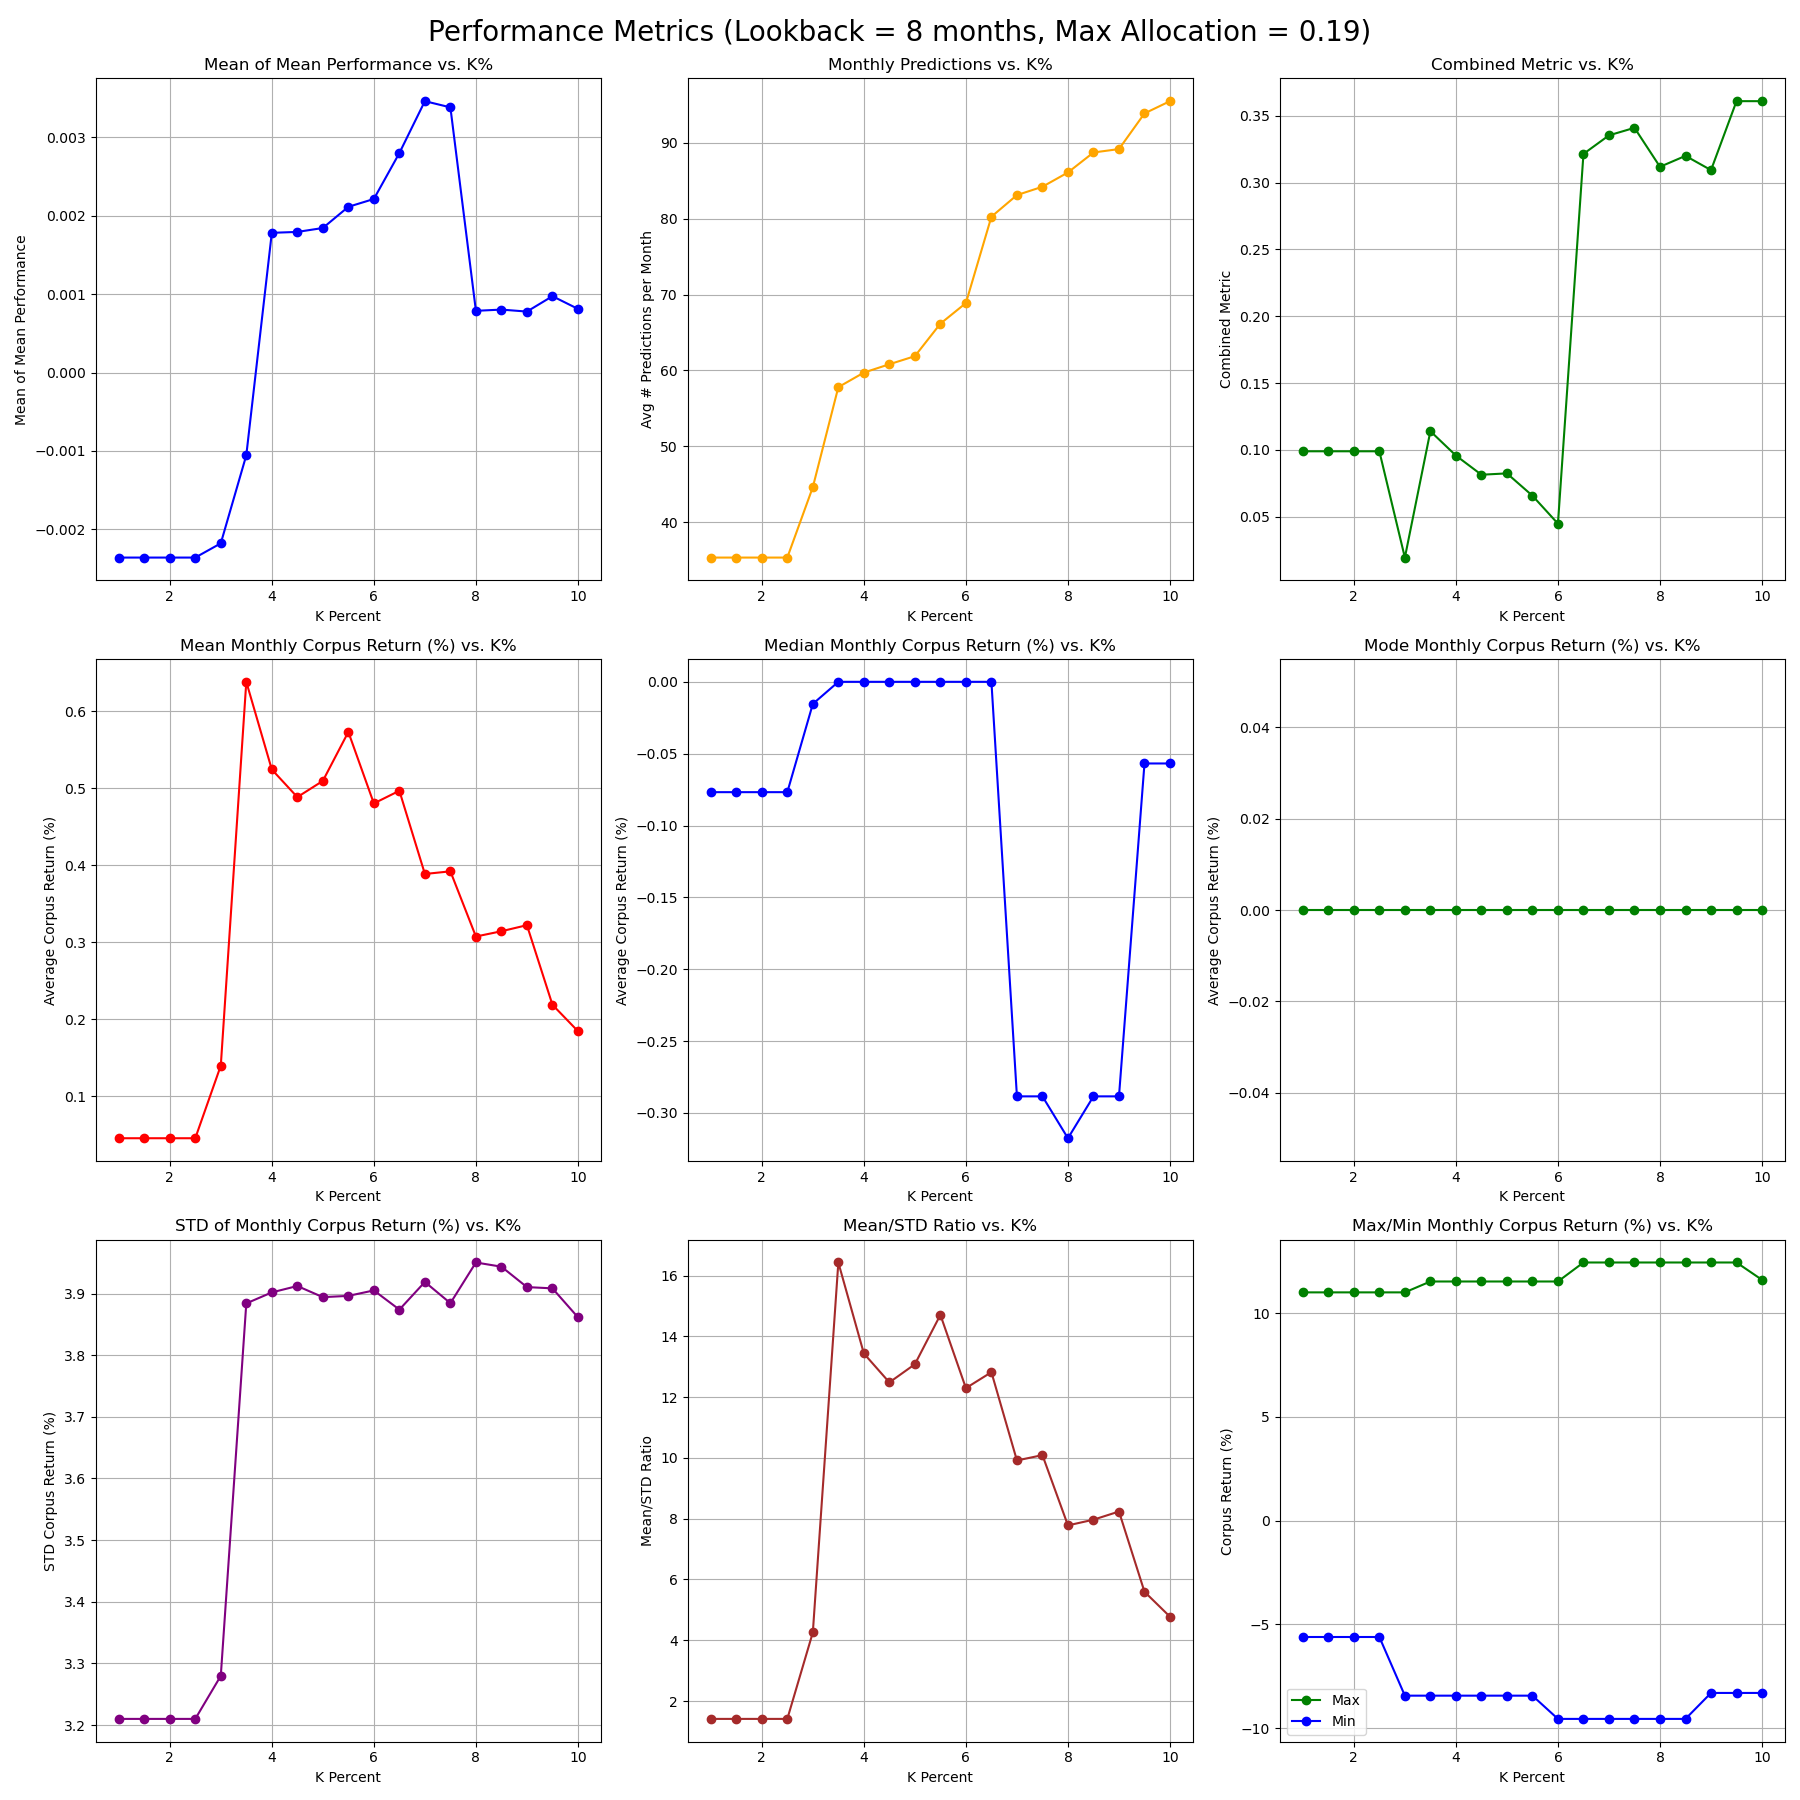 Performance Metrics (Lookback = 8 months, Max Allocation = 0.19)
Mean of Mean Performance vs. K%
Mean of Mean Performance
0.003
0.002
0.001
0.000
−0.001
−0.002
2 4 6 8 10
K Percent
Monthly Predictions vs. K%
Avg # Predictions per Month
90
80
70
60
50
40
2 4 6 8 10
K Percent
Combined Metric vs. K%
Combined Metric
0.35
0.30
0.25
0.20
0.15
0.10
0.05
2 4 6 8 10
K Percent
Mean Monthly Corpus Return (%) vs. K%
Average Corpus Return (%)
0.6
0.5
0.4
0.3
0.2
0.1
2 4 6 8 10
K Percent
Median Monthly Corpus Return (%) vs. K%
Average Corpus Return (%)
0.00
−0.05
−0.10
−0.15
−0.20
−0.25
−0.30
2 4 6 8 10
K Percent
Mode Monthly Corpus Return (%) vs. K%
Average Corpus Return (%)
0.04
0.02
0.00
−0.02
−0.04
2 4 6 8 10
K Percent
STD of Monthly Corpus Return (%) vs. K%
STD Corpus Return (%)
3.9
3.8
3.7
3.6
3.5
3.4
3.3
3.2
2 4 6 8 10
K Percent
Mean/STD Ratio vs. K%
Mean/STD Ratio
16
14
12
10
8
6
4
2
2 4 6 8 10
K Percent
Max/Min Monthly Corpus Return (%) vs. K%
Corpus Return (%)
10
5
0
−5
−10
Max
Min
2 4 6 8 10
K Percent